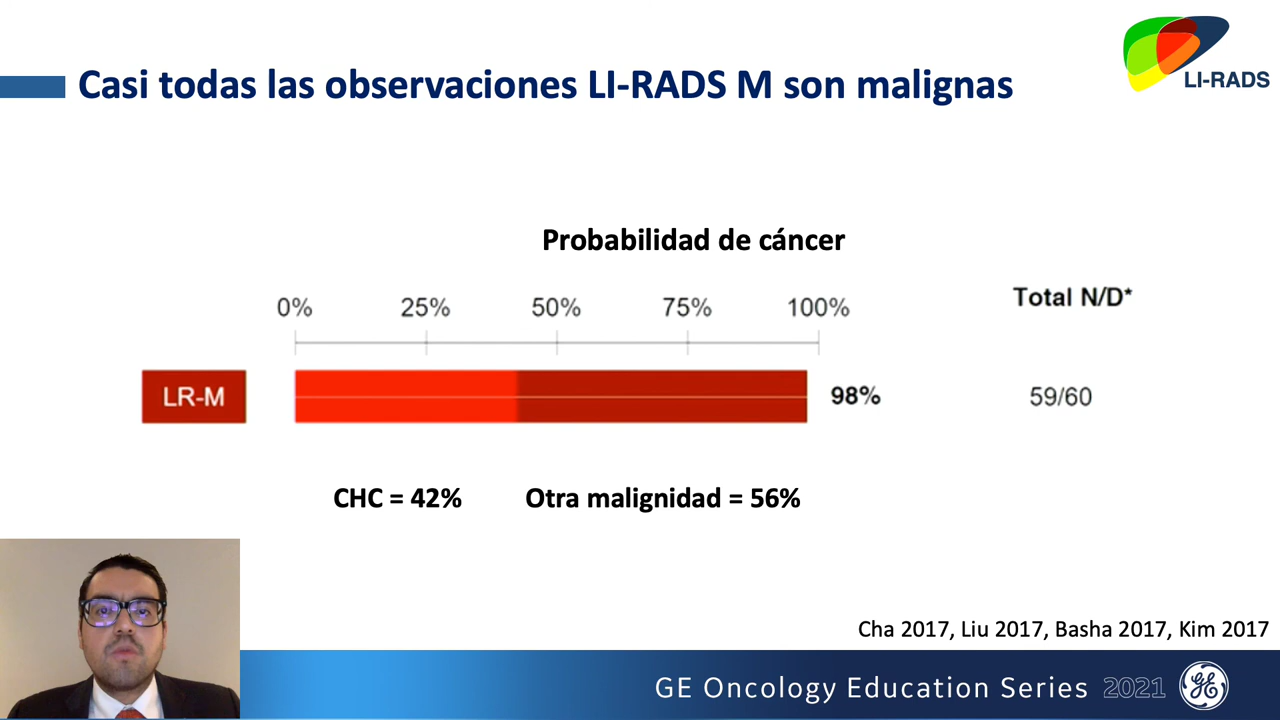 LI-RADS
Casi todas las observaciones LI-RADS M son malignas
Probabilidad de cáncer
0% 25% 50% 75% 100%
Total N/D*
LR-M
98%
59/60
CHC = 42%
Otra malignidad = 56%
Cha 2017, Liu 2017, Basha 2017, Kim 2017
GE Oncology Education Series 2021
GE